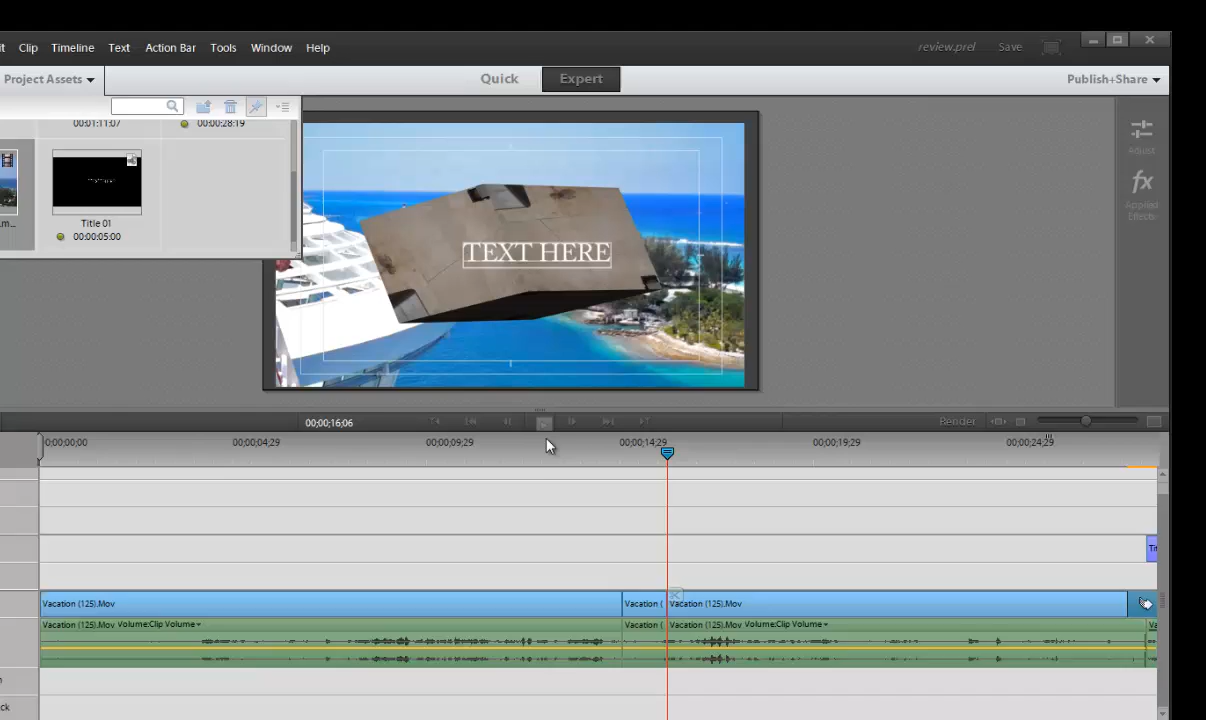 Clip Timeline Text Action Bar Tools Window Help review.prel Save
Project Assets Quick Expert Publish+Share
00:01:11:07 00:00:28:19
Adjust
fx
Applied
Effects
.m...
Title 01
00:00:05:00
TEXT HERE
00;00;16;06 Render
00;00;04;29 00;00;09;29 00;00;14;29 00;00;19;29 00;00;24;29
Vacation (125).Mov Vacation ( Vacation (125).Mov
Vacation (125).Mov Volume:Clip Volume Vacation ( Vacation (125).Mov Volume:Clip Volume